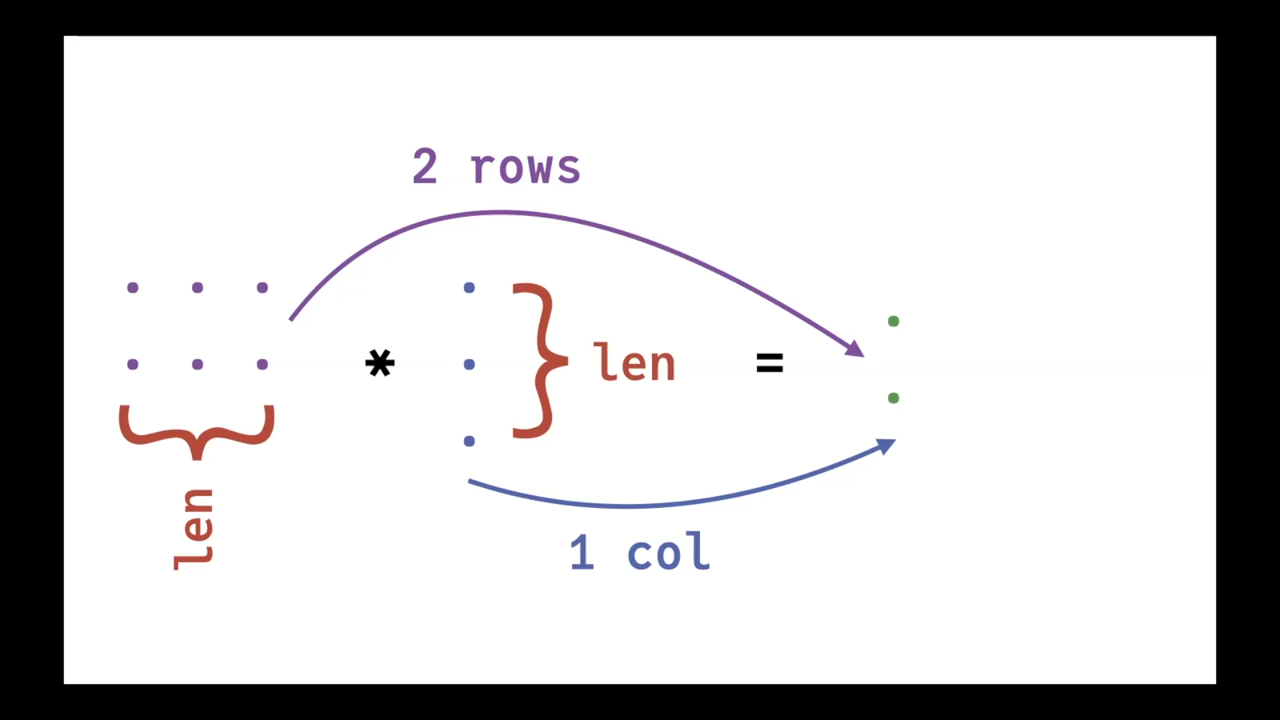 2 rows
* len =
len
1 col